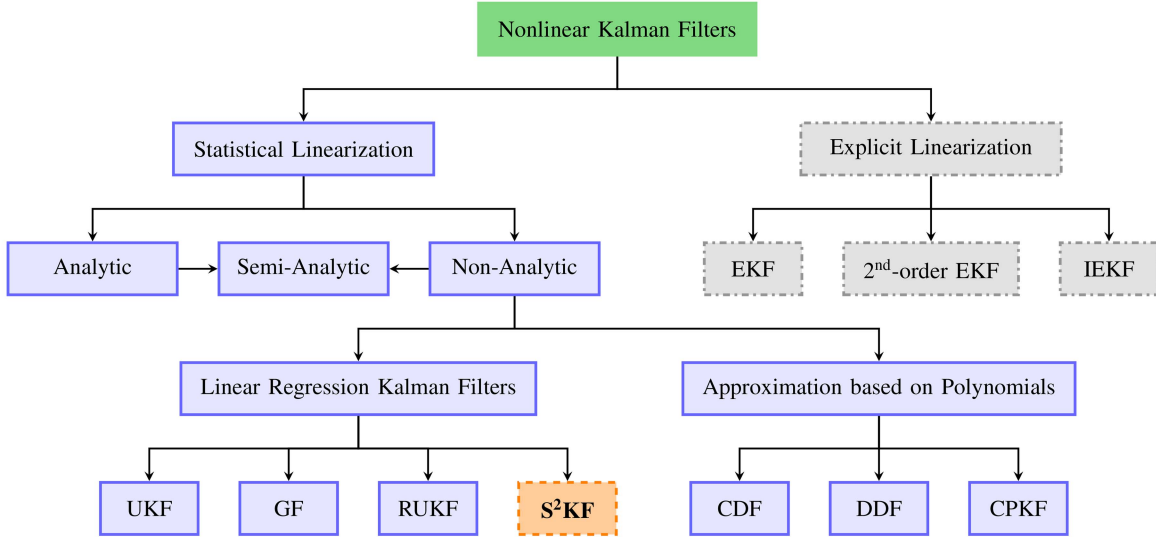 Nonlinear Kalman Filters
Statistical Linearization
Explicit Linearization
Analytic
Semi-Analytic
Non-Analytic
EKF
2nd-order EKF
IEKF
Linear Regression Kalman Filters
Approximation based on Polynomials
UKF
GF
RUKF
S²KF
CDF
DDF
CPKF